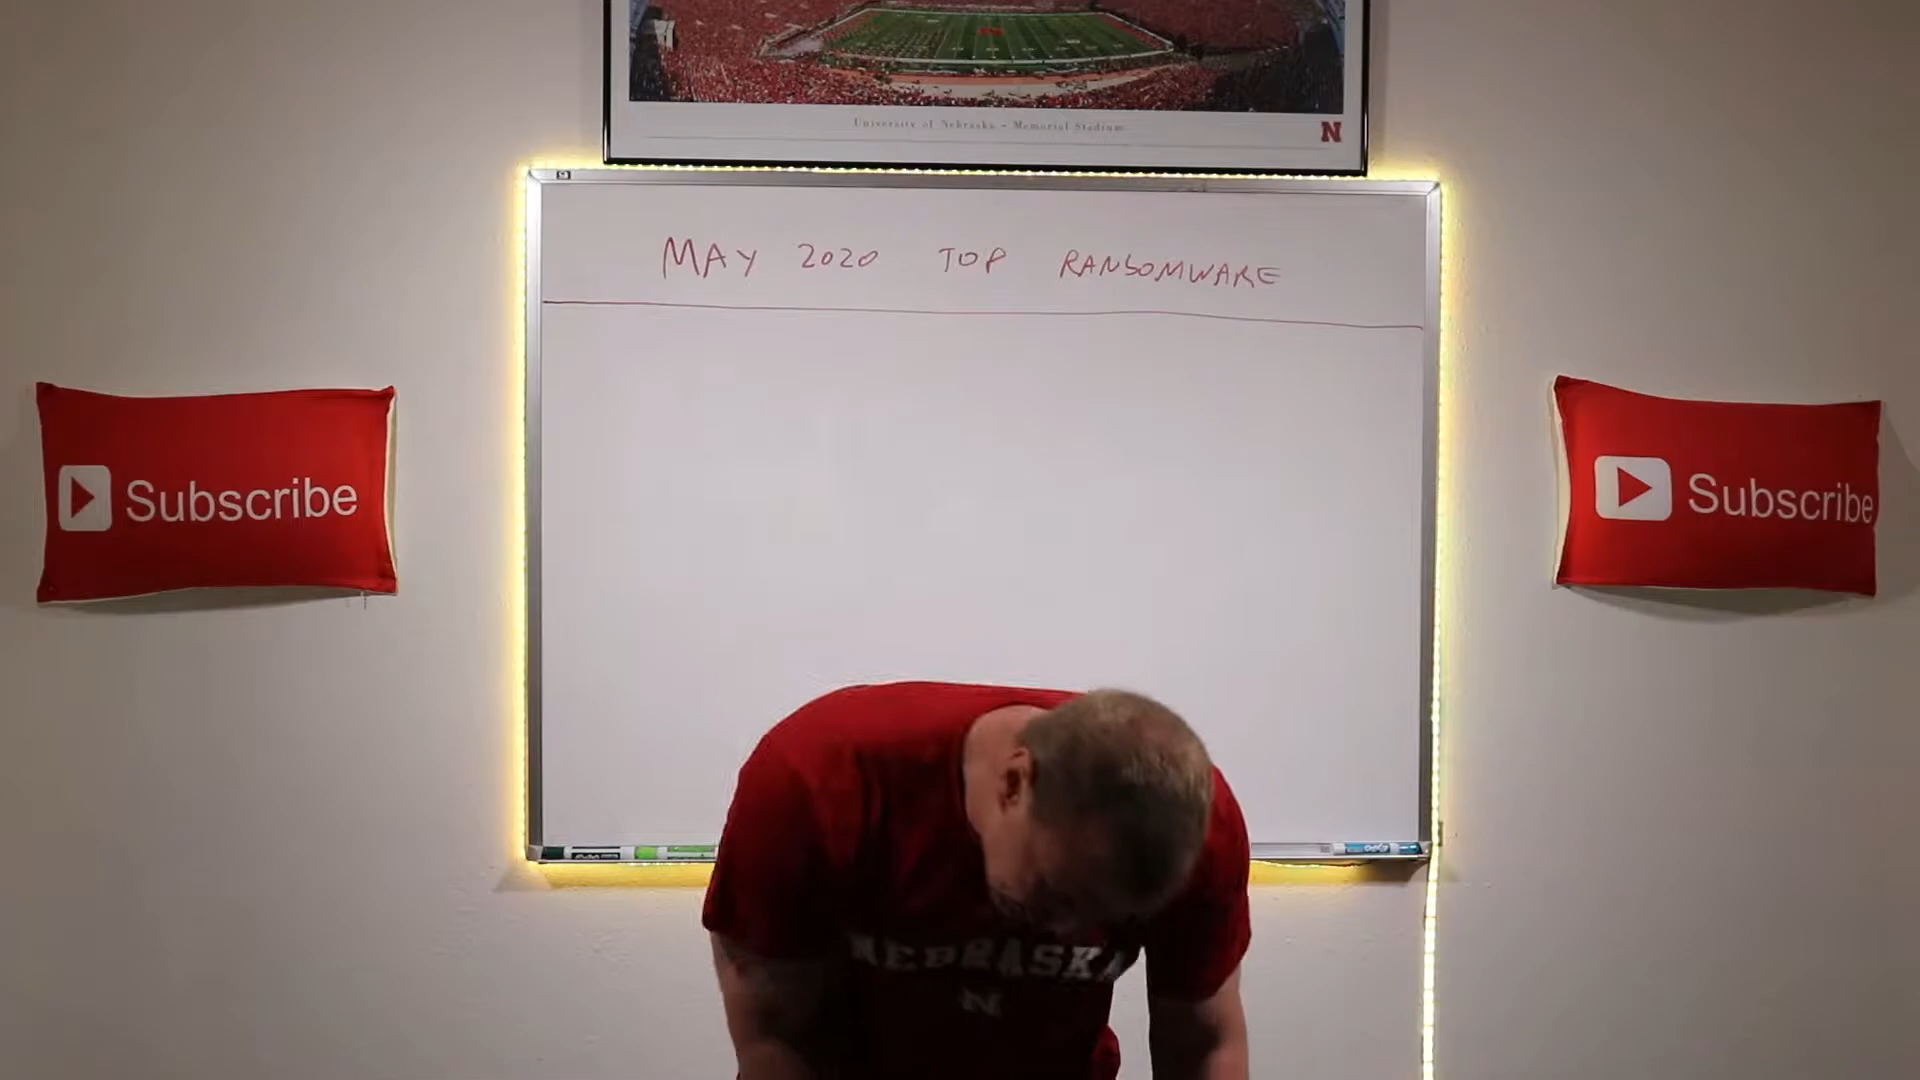 University of Nebraska - Memorial Stadium
N
MAY 2020 TOP RANSOMWARE
Subscribe
Subscribe
NEBRASKA
N